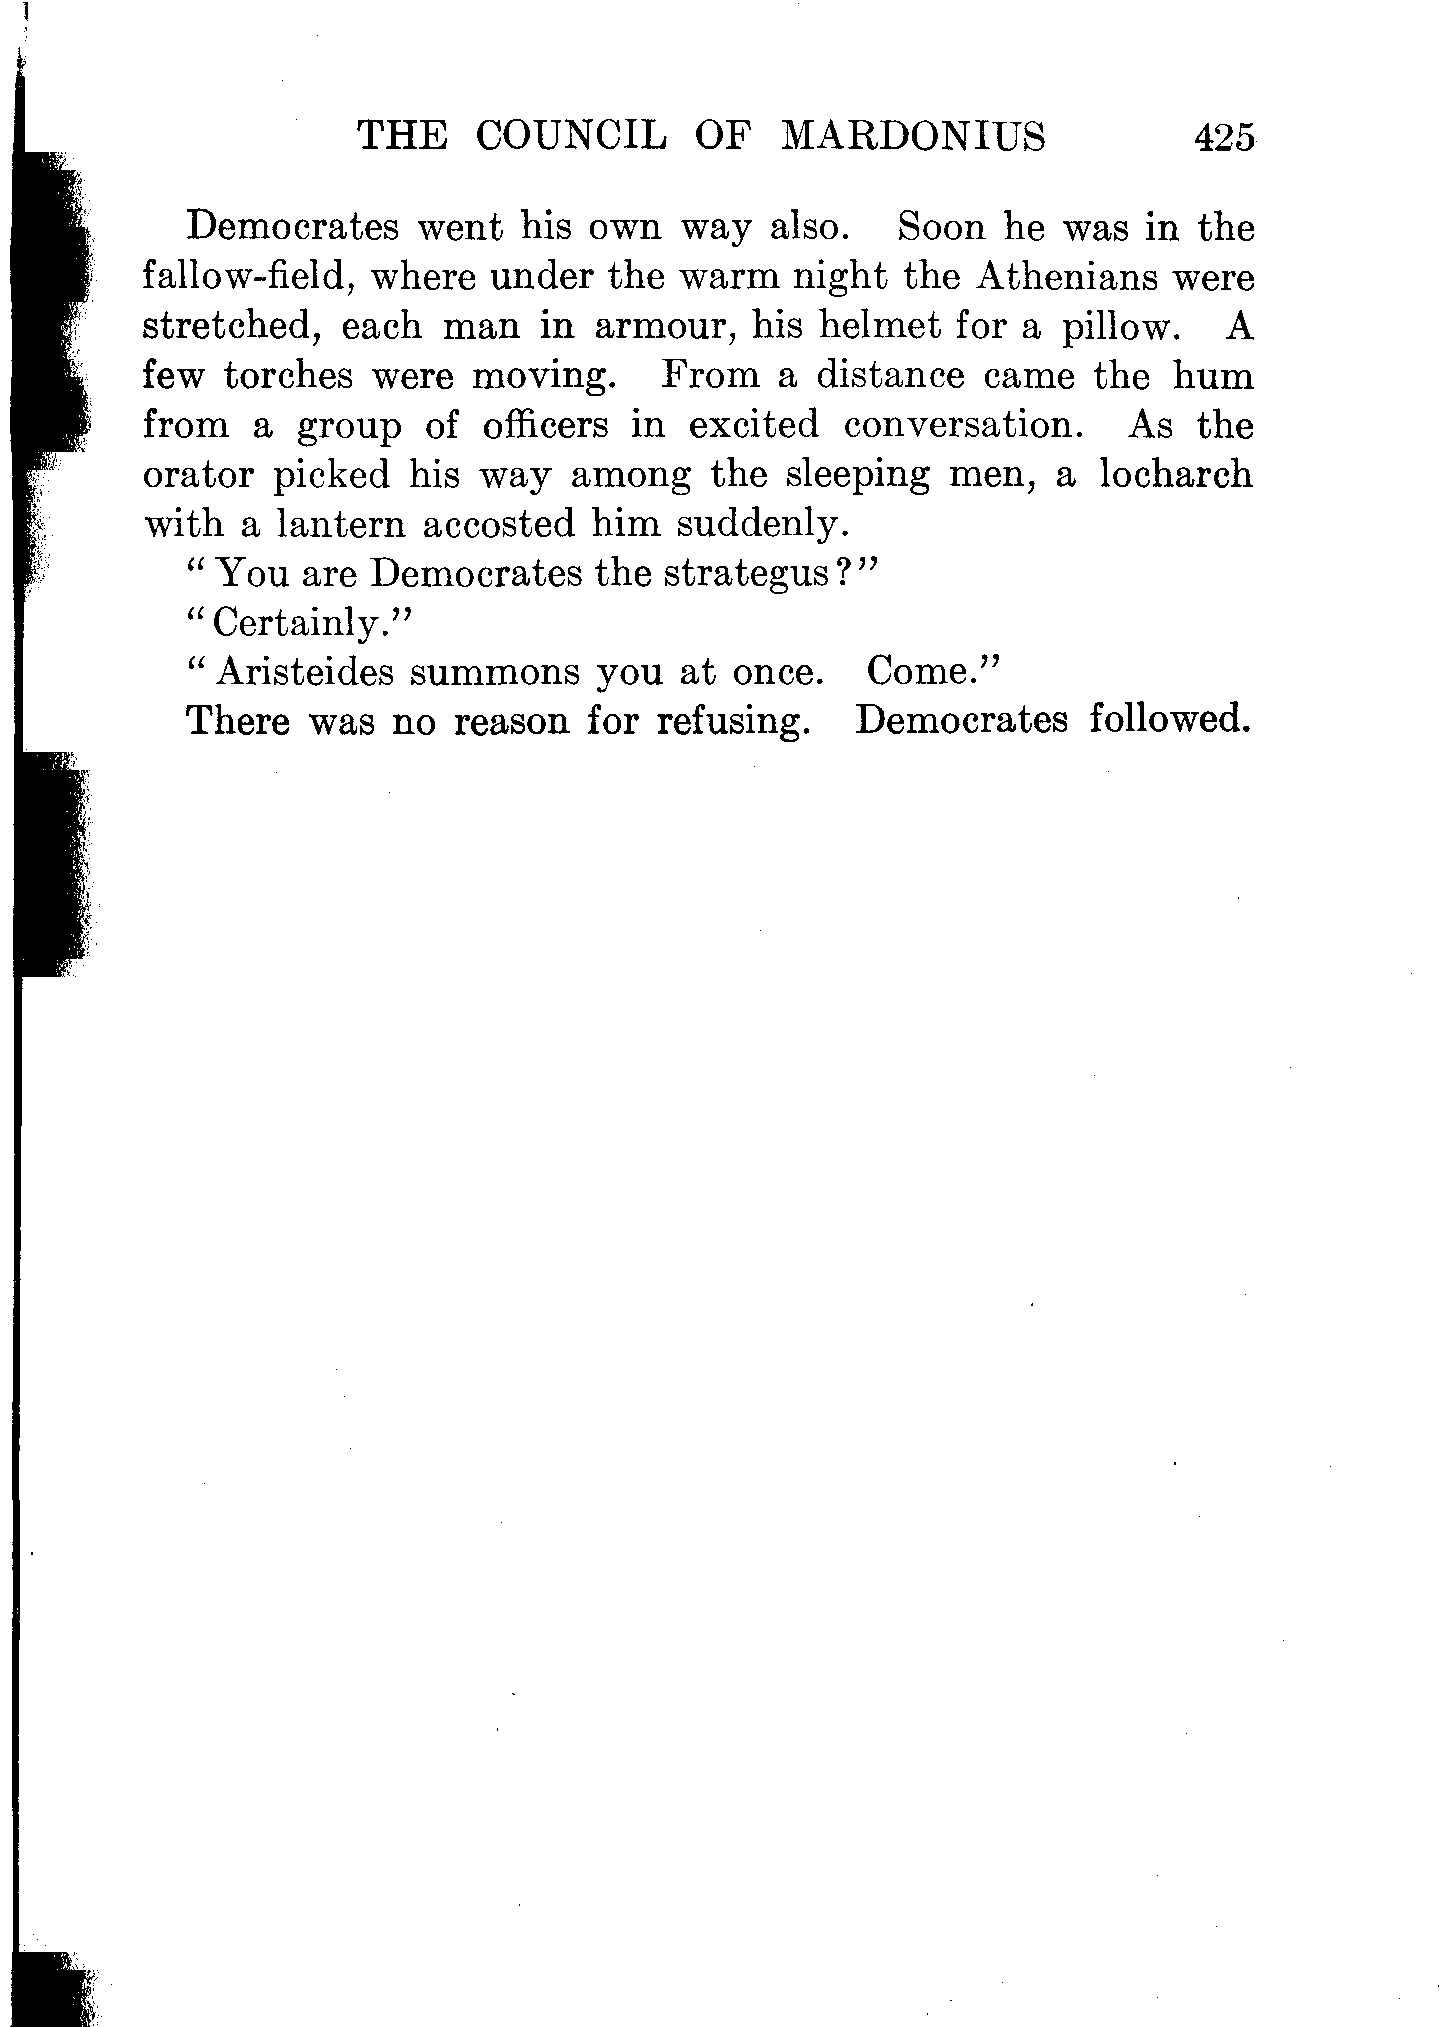 THE COUNCIL OF MARDONIUS 425
Democrates went his own way also. Soon he was in the
fallow-field, where under the warm night the Athenians were
stretched, each man in armour, his helmet for a pillow. A
few torches were moving. From a distance came the hum
from a group of officers in excited conversation. As the
orator picked his way among the sleeping men, a locharch
with a lantern accosted him suddenly.
"You are Democrates the strategus?"
"Certainly."
"Aristeides summons you at once. Come."
There was no reason for refusing. Democrates followed.